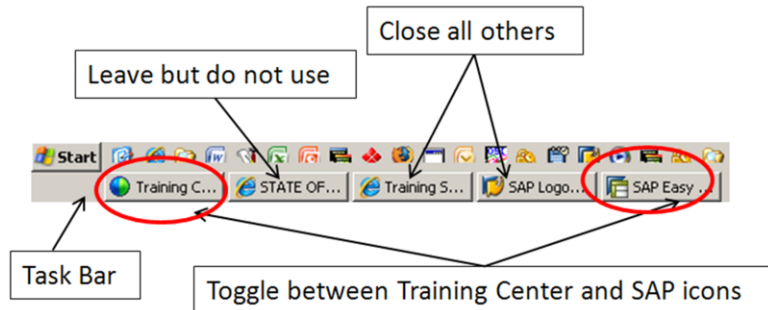 Close all others
Leave but do not use
Start
Training C... STATE OF... Training S... SAP Logo... SAP Easy ...
Task Bar
Toggle between Training Center and SAP icons